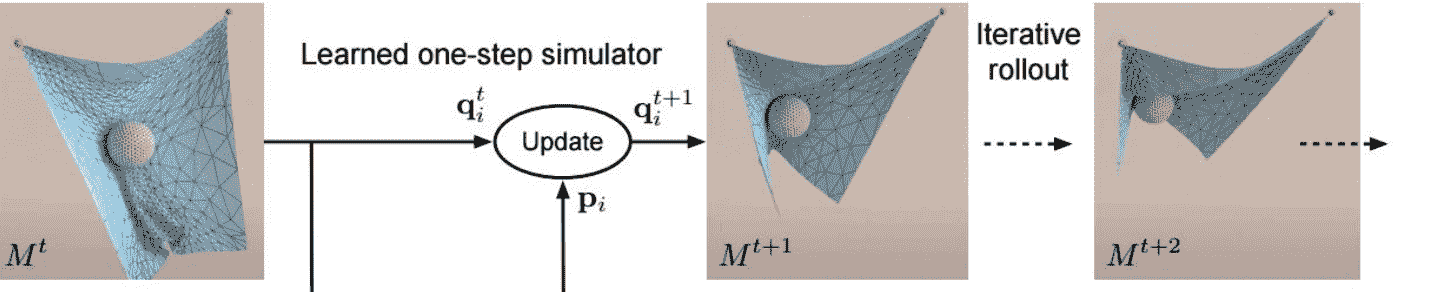 Learned one-step simulator
Iterative
rollout
q_i^t
q_i^{t+1}
Update
p_i
M^t
M^{t+1}
M^{t+2}